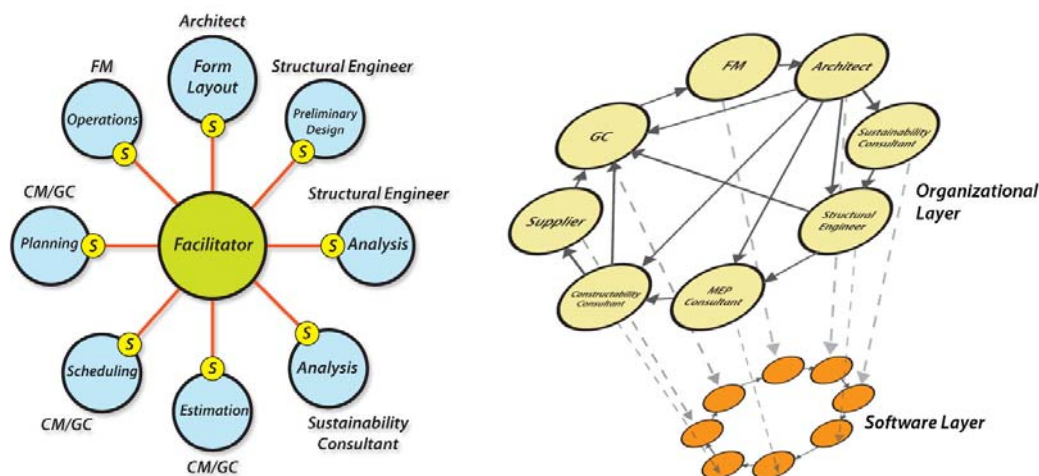 Architect
Form
Layout
S
FM
Operations
S
Structural Engineer
Preliminary
Design
S
CM/GC
Planning
S
Facilitator
Structural Engineer
S
Analysis
S
Scheduling
CM/GC
S
Estimation
CM/GC
S
Analysis
Sustainability
Consultant
FM
Architect
GC
Sustainability
Consultant
Organizational
Layer
Supplier
Structural
Engineer
Constructability
Consultant
MEP
Consultant
Software Layer